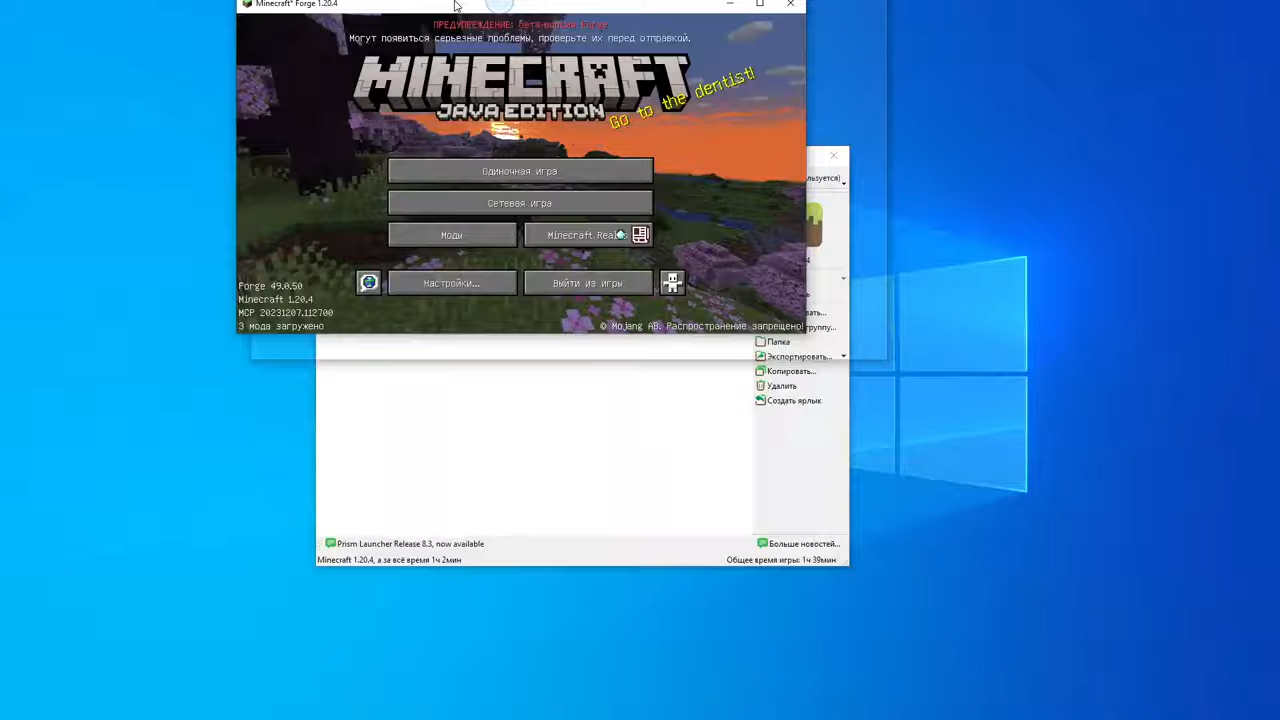 Minecraft* Forge 1.20.4
ПРЕДУПРЕЖДЕНИЕ: бета-версия Forge
Могут появиться серьезные проблемы, проверьте их перед отправкой.
MINECRAFT
JAVA EDITION
Go to the dentist!
Одиночная игра
Сетевая игра
Моды
Minecraft Realms
Настройки...
Выйти из игры
Forge 49.0.50
Minecraft 1.20.4
MCP 20231207.112700
3 мода загружено
© Mojang AB. Распространение запрещено!
льзуется)
4
ь
вать...
группу...
Папка
Экспортировать...
Копировать...
Удалить
Создать ярлык
Prism Launcher Release 8.3, now available
Больше новостей...
Minecraft 1.20.4, а за всё время 1ч 2мин
Общее время игры: 1ч 39мин